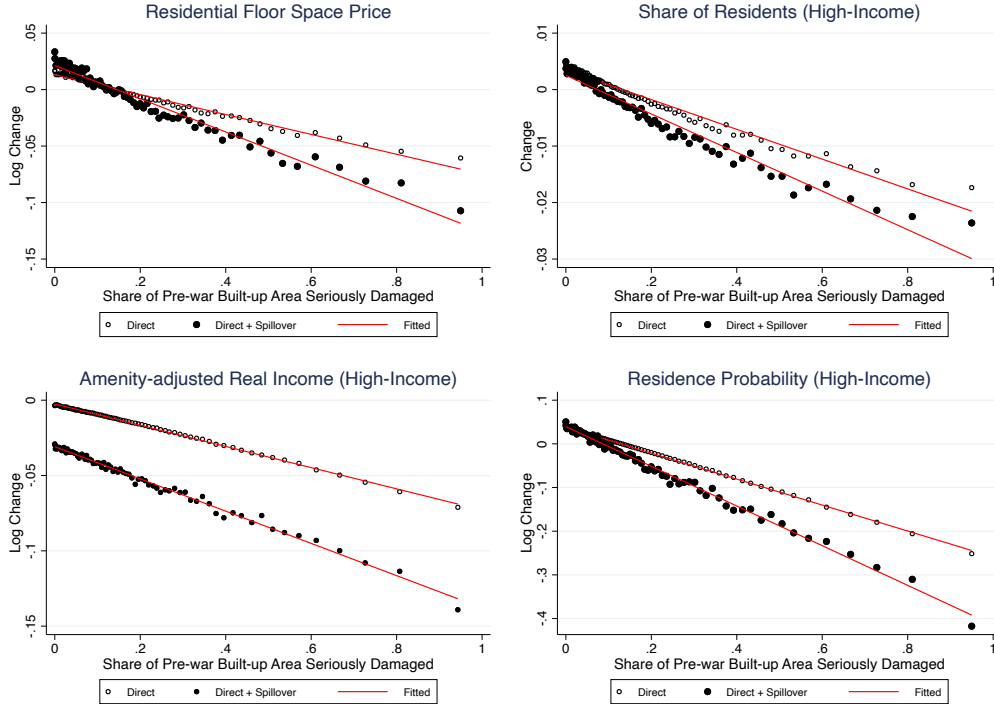 Residential Floor Space Price
.05
0
-.05
-.1
-.15
Log Change
0 .2 .4 .6 .8 1
Share of Pre-war Built-up Area Seriously Damaged
Direct Direct + Spillover Fitted
Share of Residents (High-Income)
.01
0
-.01
-.02
-.03
Change
0 .2 .4 .6 .8 1
Share of Pre-war Built-up Area Seriously Damaged
Direct Direct + Spillover Fitted
Amenity-adjusted Real Income (High-Income)
0
-.05
-.1
-.15
Log Change
0 .2 .4 .6 .8 1
Share of Pre-war Built-up Area Seriously Damaged
Direct Direct + Spillover Fitted
Residence Probability (High-Income)
.1
0
-.1
-.2
-.3
-.4
Log Change
0 .2 .4 .6 .8 1
Share of Pre-war Built-up Area Seriously Damaged
Direct Direct + Spillover Fitted